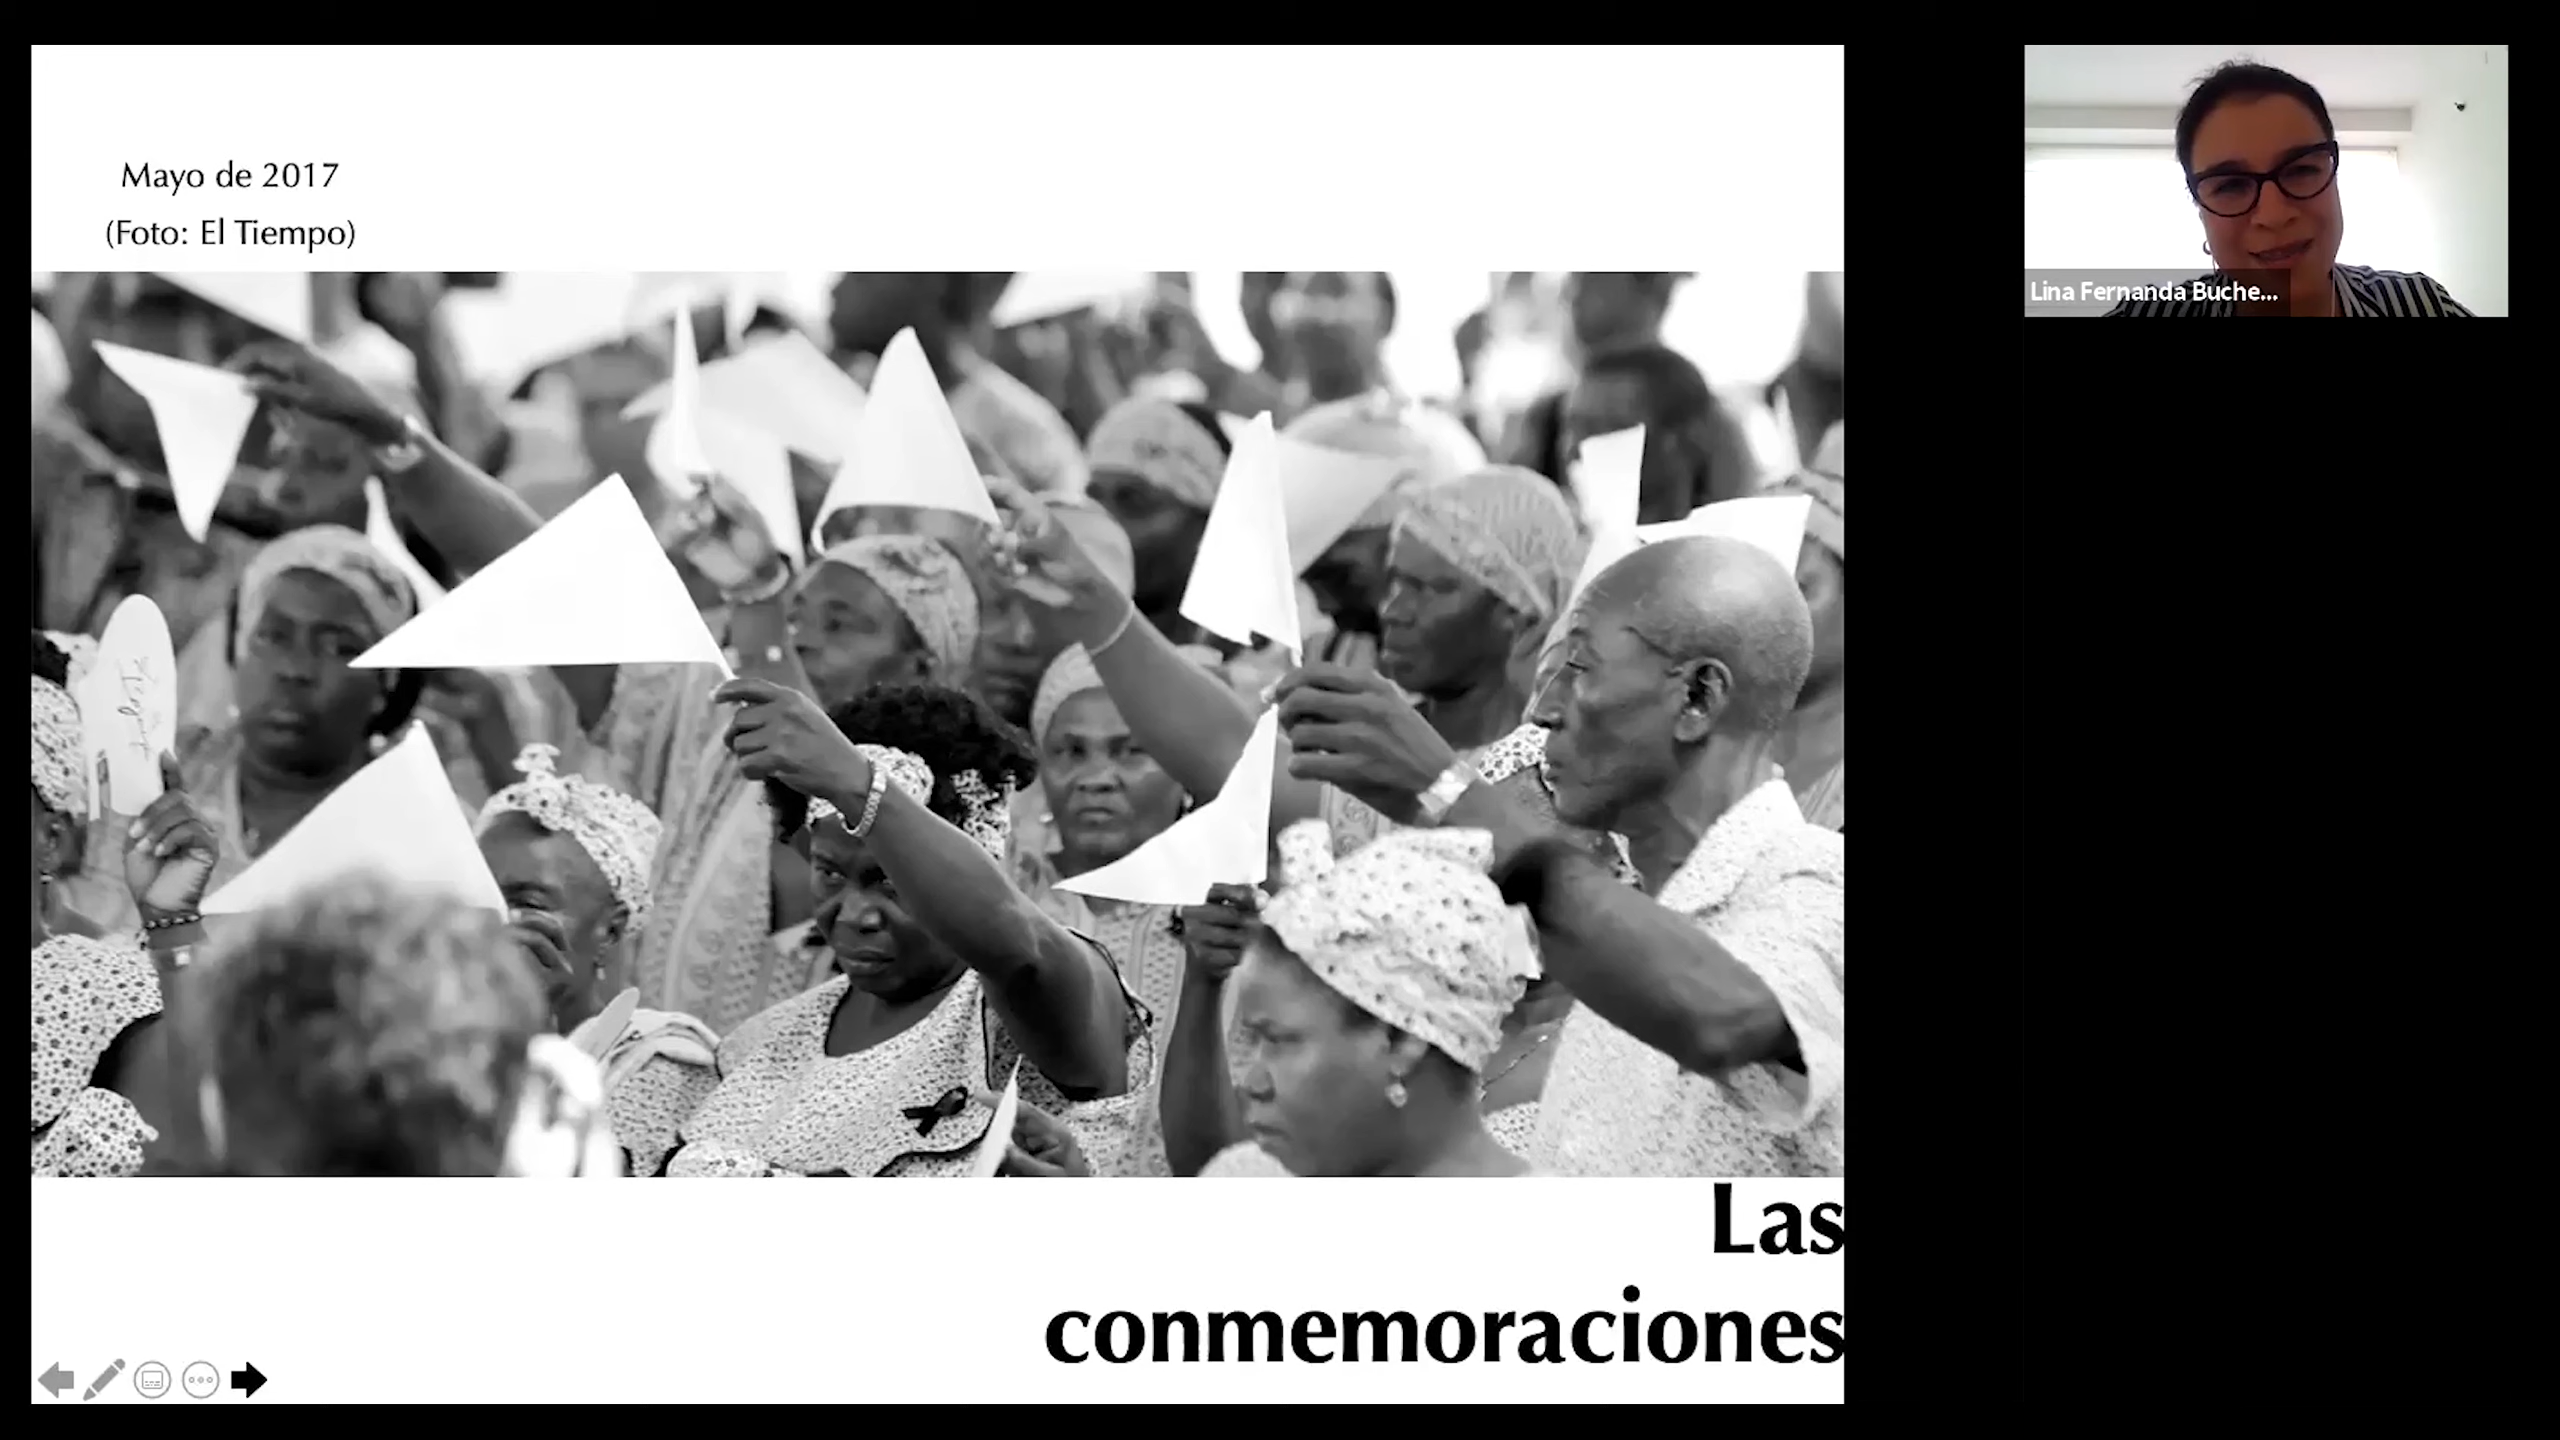 Mayo de 2017
(Foto: El Tiempo)
Lina Fernanda Buche...
Las
conmemoraciones